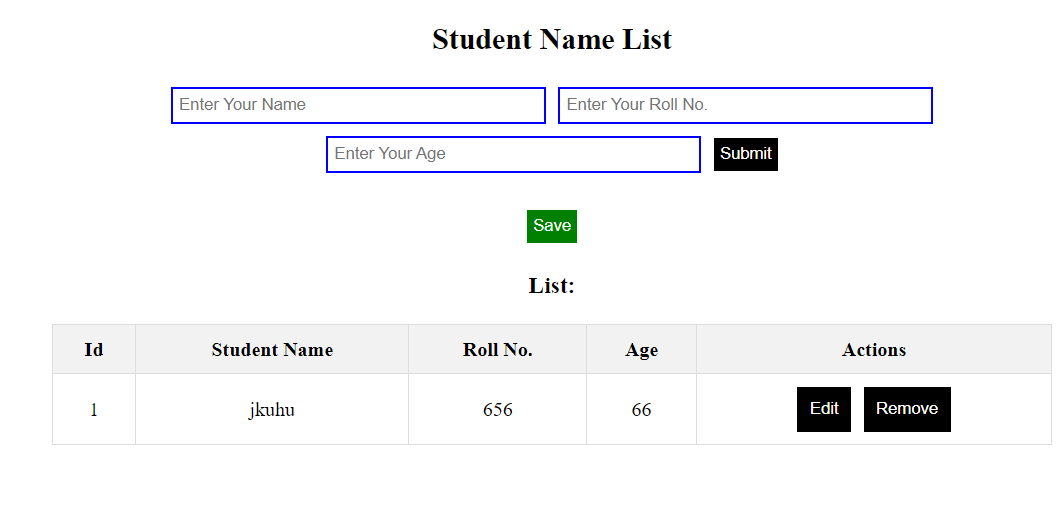 Student Name List
Enter Your Name Enter Your Roll No.
Enter Your Age Submit
Save
List:
Id Student Name Roll No. Age Actions
1 jkuhu 656 66 Edit Remove